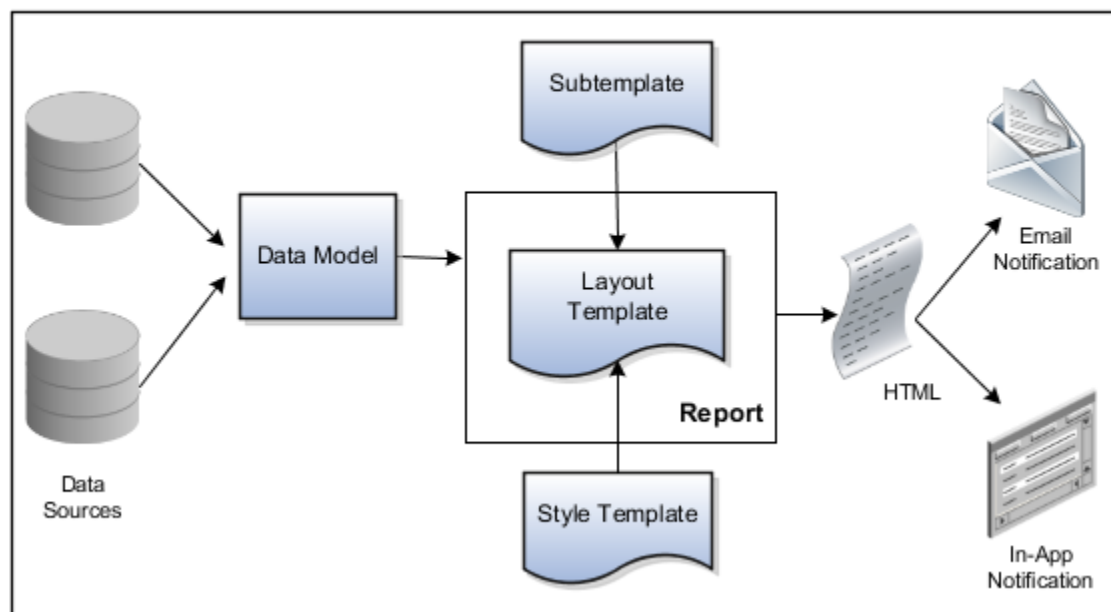 Subtemplate
Data Model
Layout
Template
Report
Style Template
Data
Sources
HTML
Email
Notification
In-App
Notification